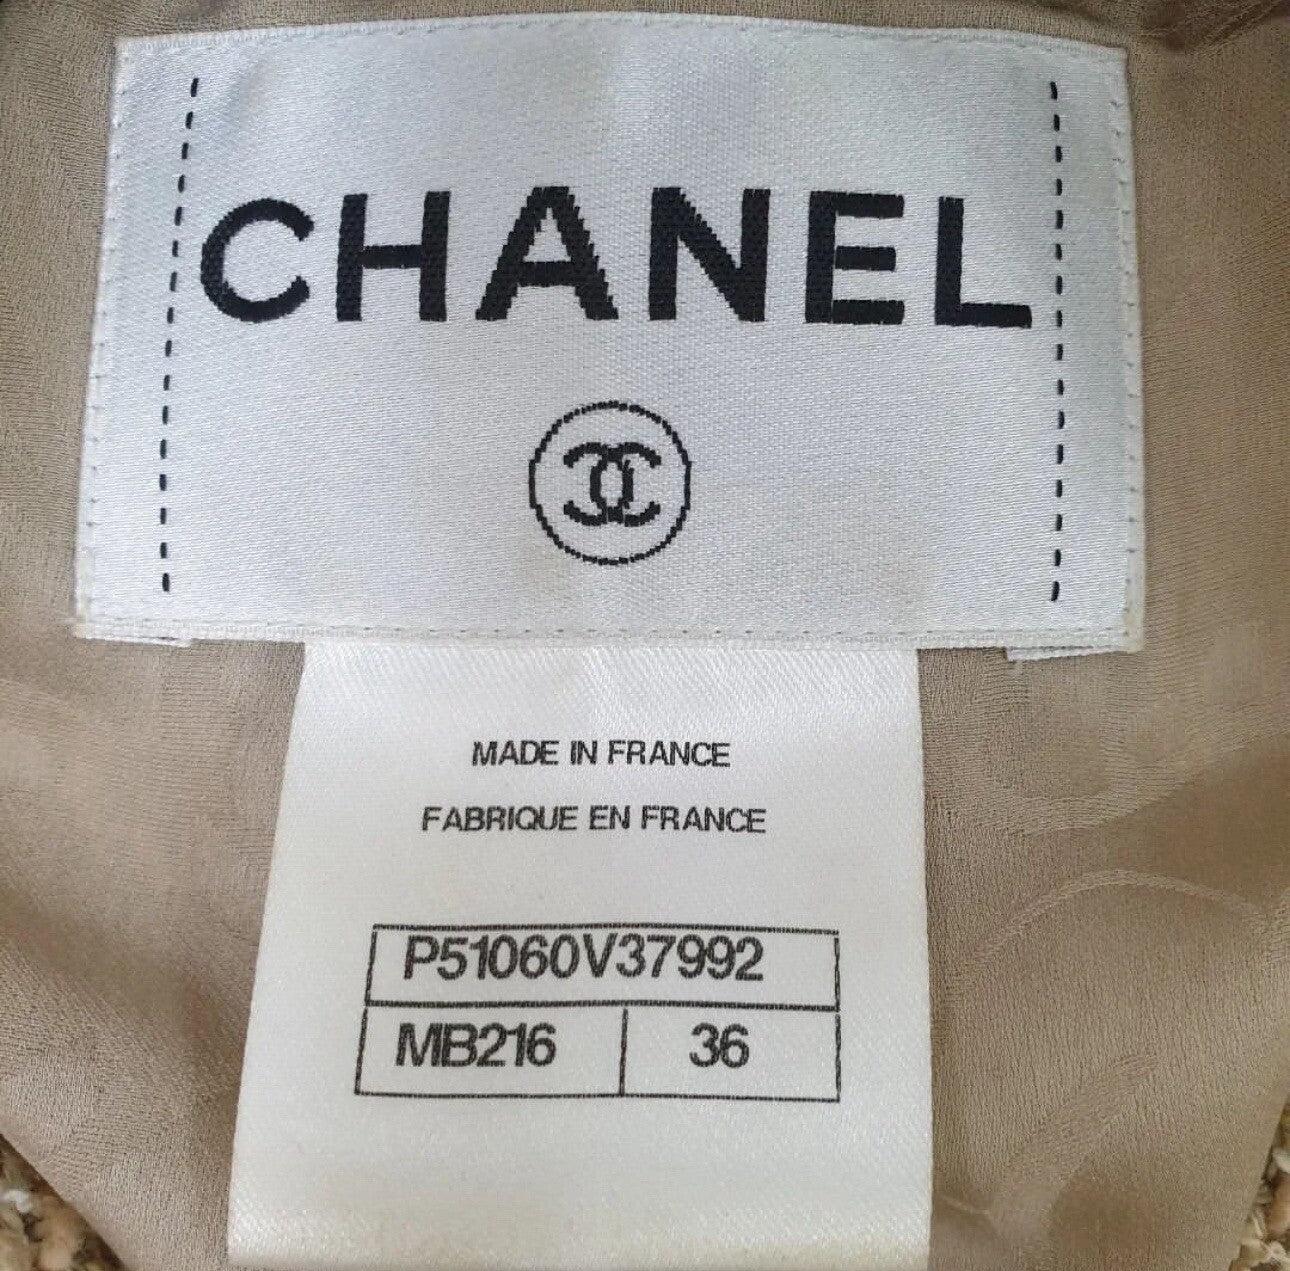 CHANEL
MADE IN FRANCE
FABRIQUE EN FRANCE
P51060V37992
MB216 36